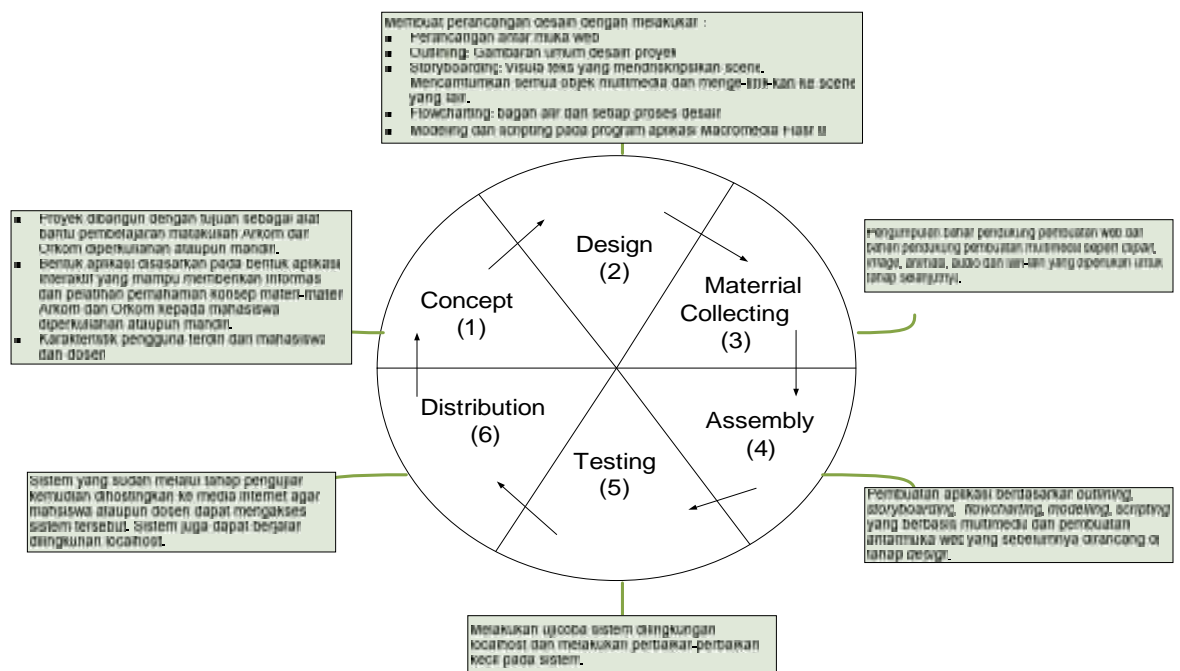 Membuat perancangan desain dengan melakukan :
▪ Perancangan antar muka web
▪ Outlining: Gambaran umum desain proyek
▪ Storyboarding: Visula teks yang mendriskripsikan scene.
Mencamtumkan semua objek multimedia dan menge-link-kan ke scene
yang lain.
▪ Flowcharting: bagan alir dari setiap proses desain
▪ Modeling dan scripting pada program aplikasi Macromedia Flash 8
▪ Proyek dibangun dengan tujuan sebagai alat
bantu pembelajaran matakuliah Arkom dan
Orkom diperkuliahan ataupun mandiri.
▪ Bentuk aplikasi disasarkan pada bentuk aplikasi
interaktif yang mampu memberikan informasi
dan pelatihan pemahaman konsep materi-materi
Arkom dan Orkom kepada mahasiswa
diperkuliahan ataupun mandiri.
▪ Karakteristik pengguna terdiri dari mahasiswa
dan dosen
Pengumpulan bahan pendukung pembuatan web dan
bahan pendukung pembuatan multimedia seperti clipart,
image, animasi, audio dan lain-lain yang diperlukan untuk
tahap selanjutnya.
Design
(2)
Concept
(1)
Materrial
Collecting
(3)
Distribution
(6)
Assembly
(4)
Testing
(5)
Sistem yang sudah melalui tahap pengujian
kemudian dihostingkan ke media internet agar
mahsiswa ataupun dosen dapat mengakses
sistem tersebut. Sistem juga dapat berjalan
dilingkunan localhost.
Pembuatan aplikasi berdasarkan outlining,
storyboarding, flowcharting, modelling, scripting
yang berbasis multimedia dan pembuatan
antarmuka web yang sebelumnya dirancang di
tahap design.
Melakukan ujicoba sistem dilingkungan
localhost dan melakukan perbaikan-perbaikan
kecil pada sistem.